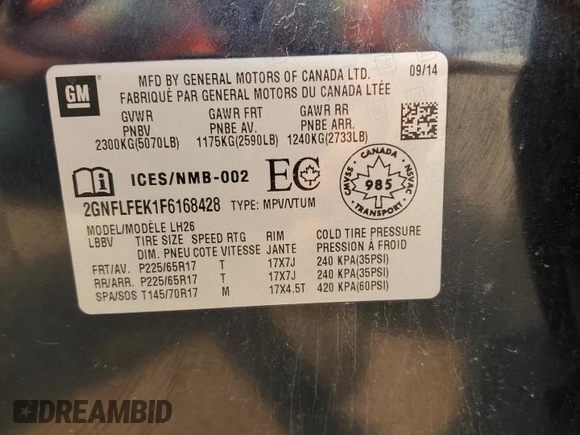 GM
MFD BY GENERAL MOTORS OF CANADA LTD. 09/14
FABRIQUÉ PAR GENERAL MOTORS DU CANADA LTÉE
GVWR GAWR FRT GAWR RR
PNBV PNBE AV. PNBE ARR.
2300KG(5070LB) 1175KG(2590LB) 1240KG(2733LB)
i ICES/NMB-002 EC
CANADA
CMVSS 985 NSVAC
TRANSPORT
2GNFLFEK1F6168428 TYPE: MPV/VTUM
MODEL/MODÈLE LH26
LBBV TIRE SIZE SPEED RTG RIM COLD TIRE PRESSURE
DIM. PNEU COTE VITESSE JANTE PRESSION À FROID
FRT/AV. P225/65R17 T 17X7J 240 KPA(35PSI)
RR/ARR. P225/65R17 T 17X7J 240 KPA(35PSI)
SPA/SOS T145/70R17 M 17X4.5T 420 KPA(60PSI)
DREAMBID